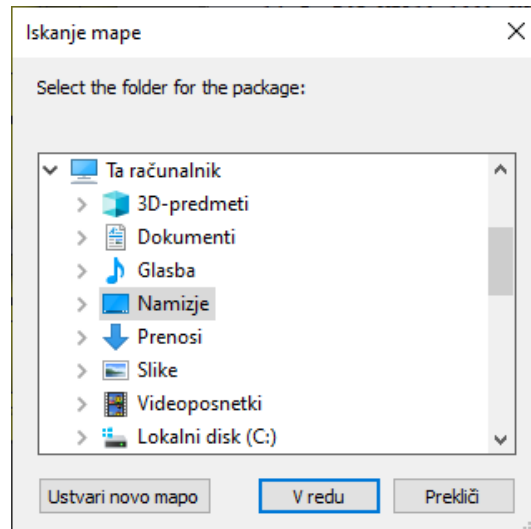 Iskanje mape
Select the folder for the package:
Ta računalnik
3D-predmeti
Dokumenti
Glasba
Namizje
Prenosi
Slike
Videoposnetki
Lokalni disk (C:)
Ustvari novo mapo V redu Prekliči